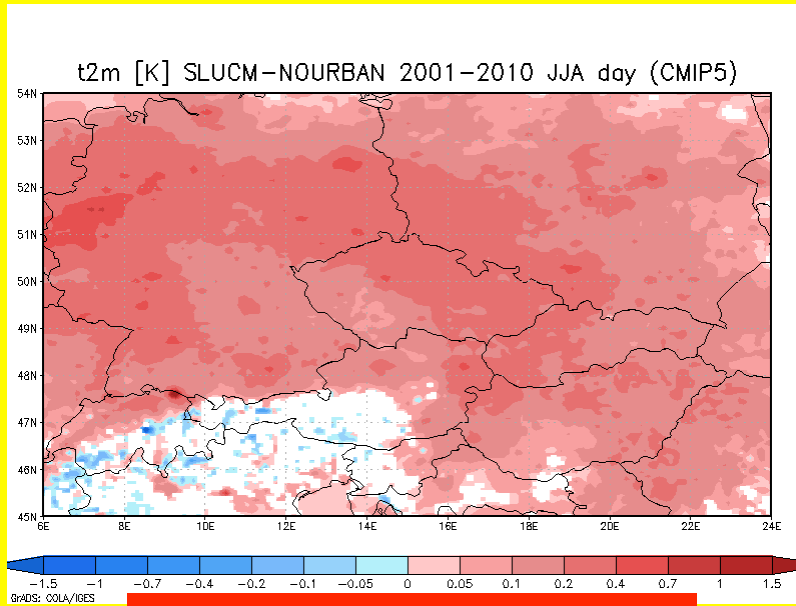 t2m [K] SLUCM-NOURBAN 2001-2010 JJA day (CMIP5)
54N
53N
52N
51N
50N
49N
48N
47N
46N
45N
6E 8E 10E 12E 14E 16E 18E 20E 22E 24E
-1.5 -1 -0.7 -0.4 -0.2 -0.1 -0.05 0 0.05 0.1 0.2 0.4 0.7 1 1.5
GrADS: COLA/IGES